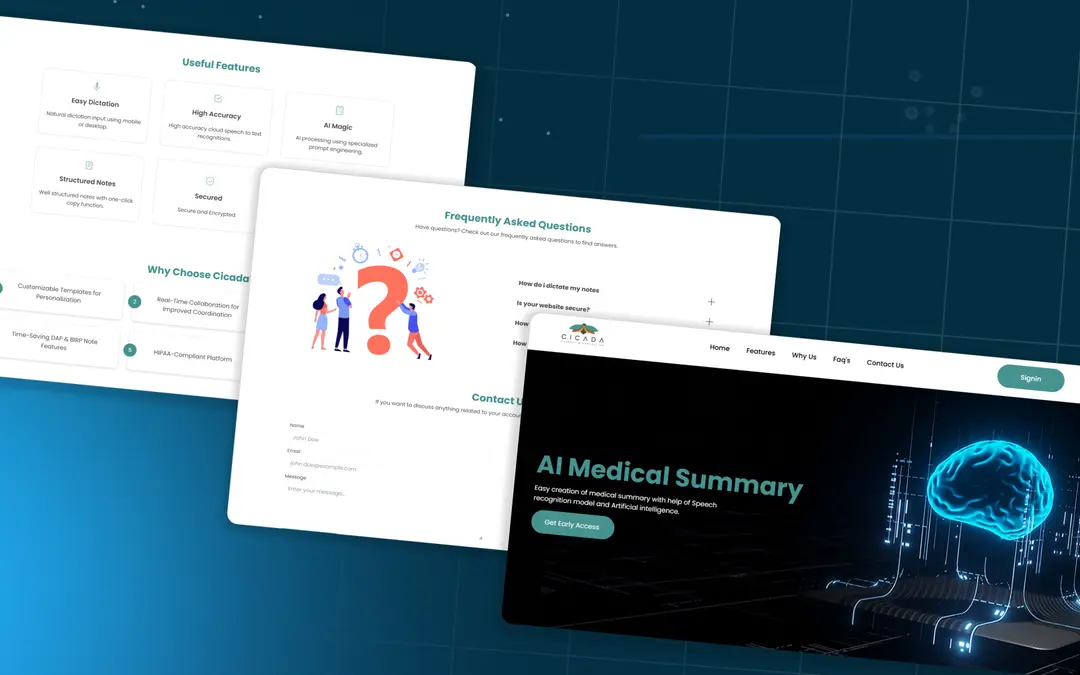 Useful Features
Easy Dictation
Natural dictation input using mobile
or desktop.
High Accuracy
High accuracy cloud speech to text
recognitions.
AI Magic
AI processing using specialized
prompt engineering.
Structured Notes
Well structured notes with one-click
copy function.
Secured
Secure and Encrypted.
Why Choose Cicada
Customizable Templates for
Personalization
2
Real-Time Collaboration for
Improved Coordination
Time-Saving DAP & BIRP Note
Features
5
HIPAA-Compliant Platform
Frequently Asked Questions
Have questions? Check out our frequently asked questions to find answers.
How do i dictate my notes
Is your website secure?
How
How
Contact U
If you want to discuss anything related to your accou
Name
John Doe
Email
john.doe@example.com
Message
Enter your message...
CICADA
Home
Features
Why Us
Faq's
Contact Us
Signin
AI Medical Summary
Easy creation of medical summary with help of Speech
recognition model and Artificial intelligence.
Get Early Access